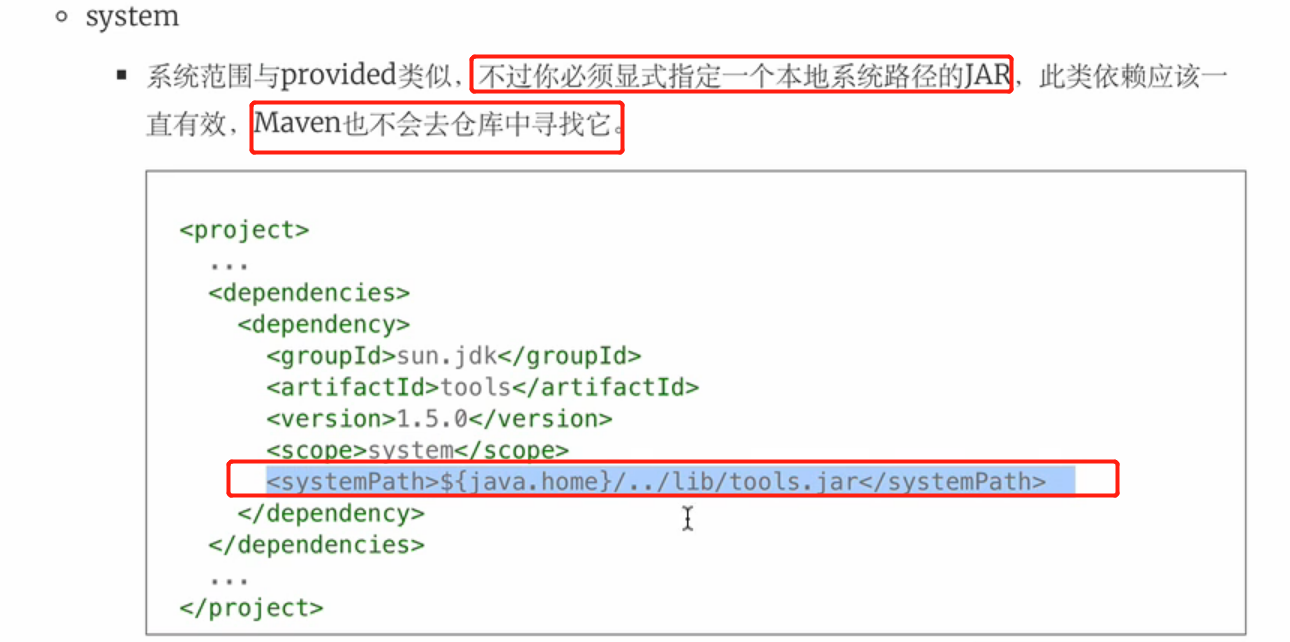 system
系统范围与provided类似，不过你必须显式指定一个本地系统路径的JAR，此类依赖应该一
直有效，Maven也不会去仓库中寻找它。
<project>
...
<dependencies>
<dependency>
<groupId>sun.jdk</groupId>
<artifactId>tools</artifactId>
<version>1.5.0</version>
<scope>system</scope>
<systemPath>${java.home}/../lib/tools.jar</systemPath>
</dependency>
</dependencies>
...
</project>